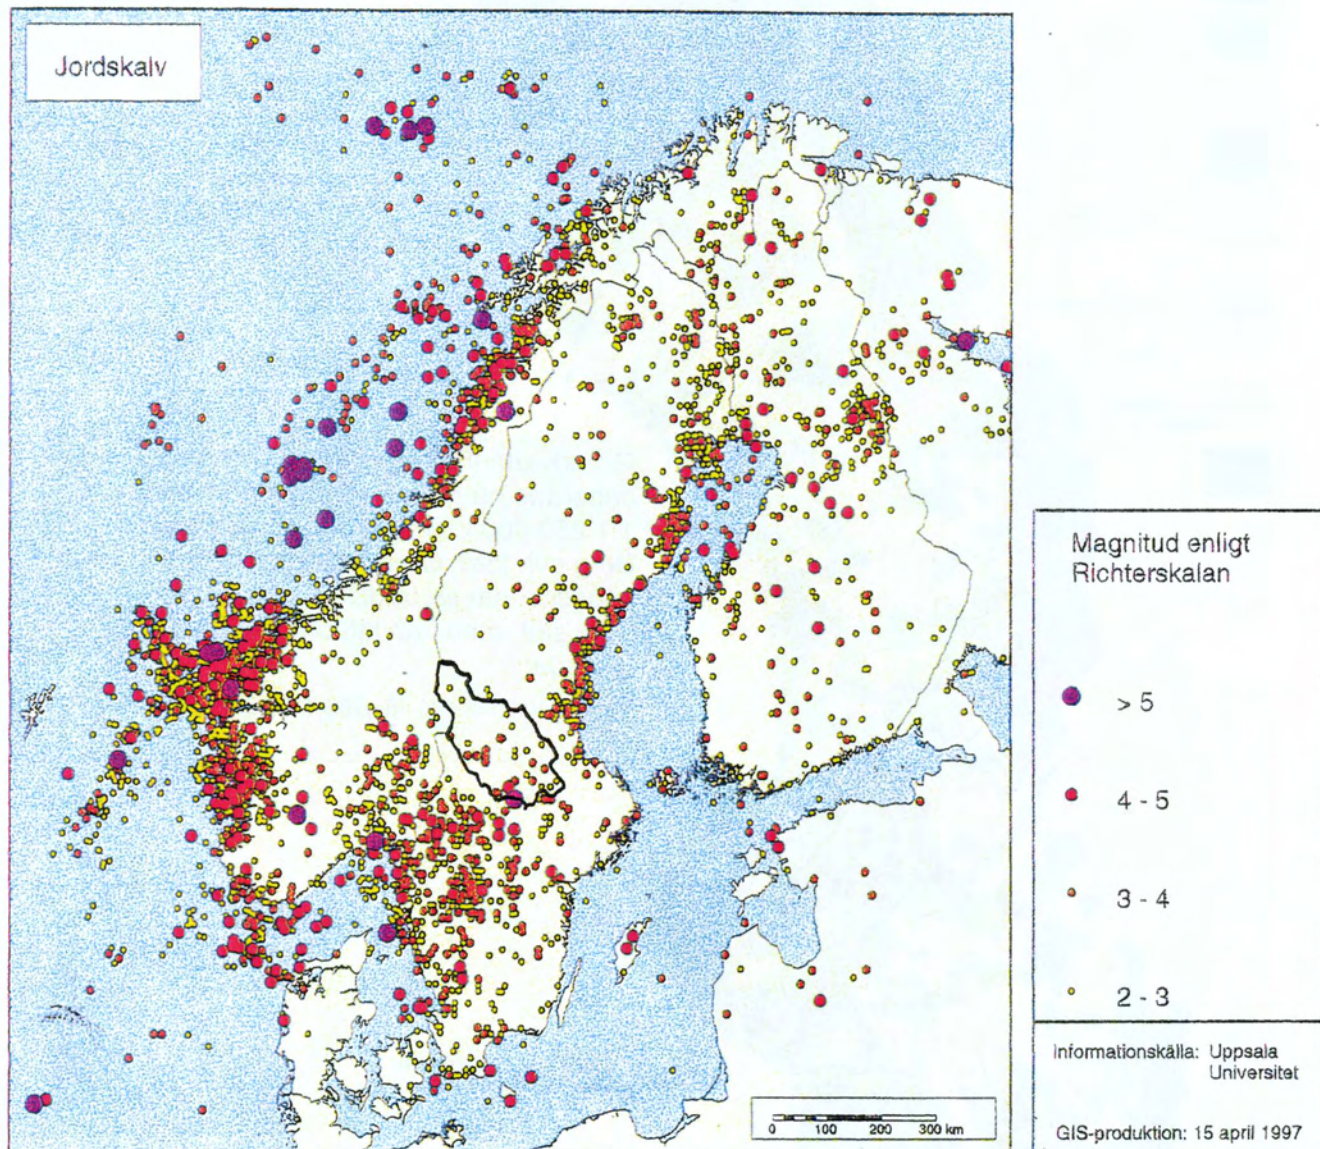 Jordskalv
Magnitud enligt
Richterskalan
> 5
4 - 5
3 - 4
2 - 3
0 100 200 300 km
Informationskälla: Uppsala
Universitet
GIS-produktion: 15 april 1997